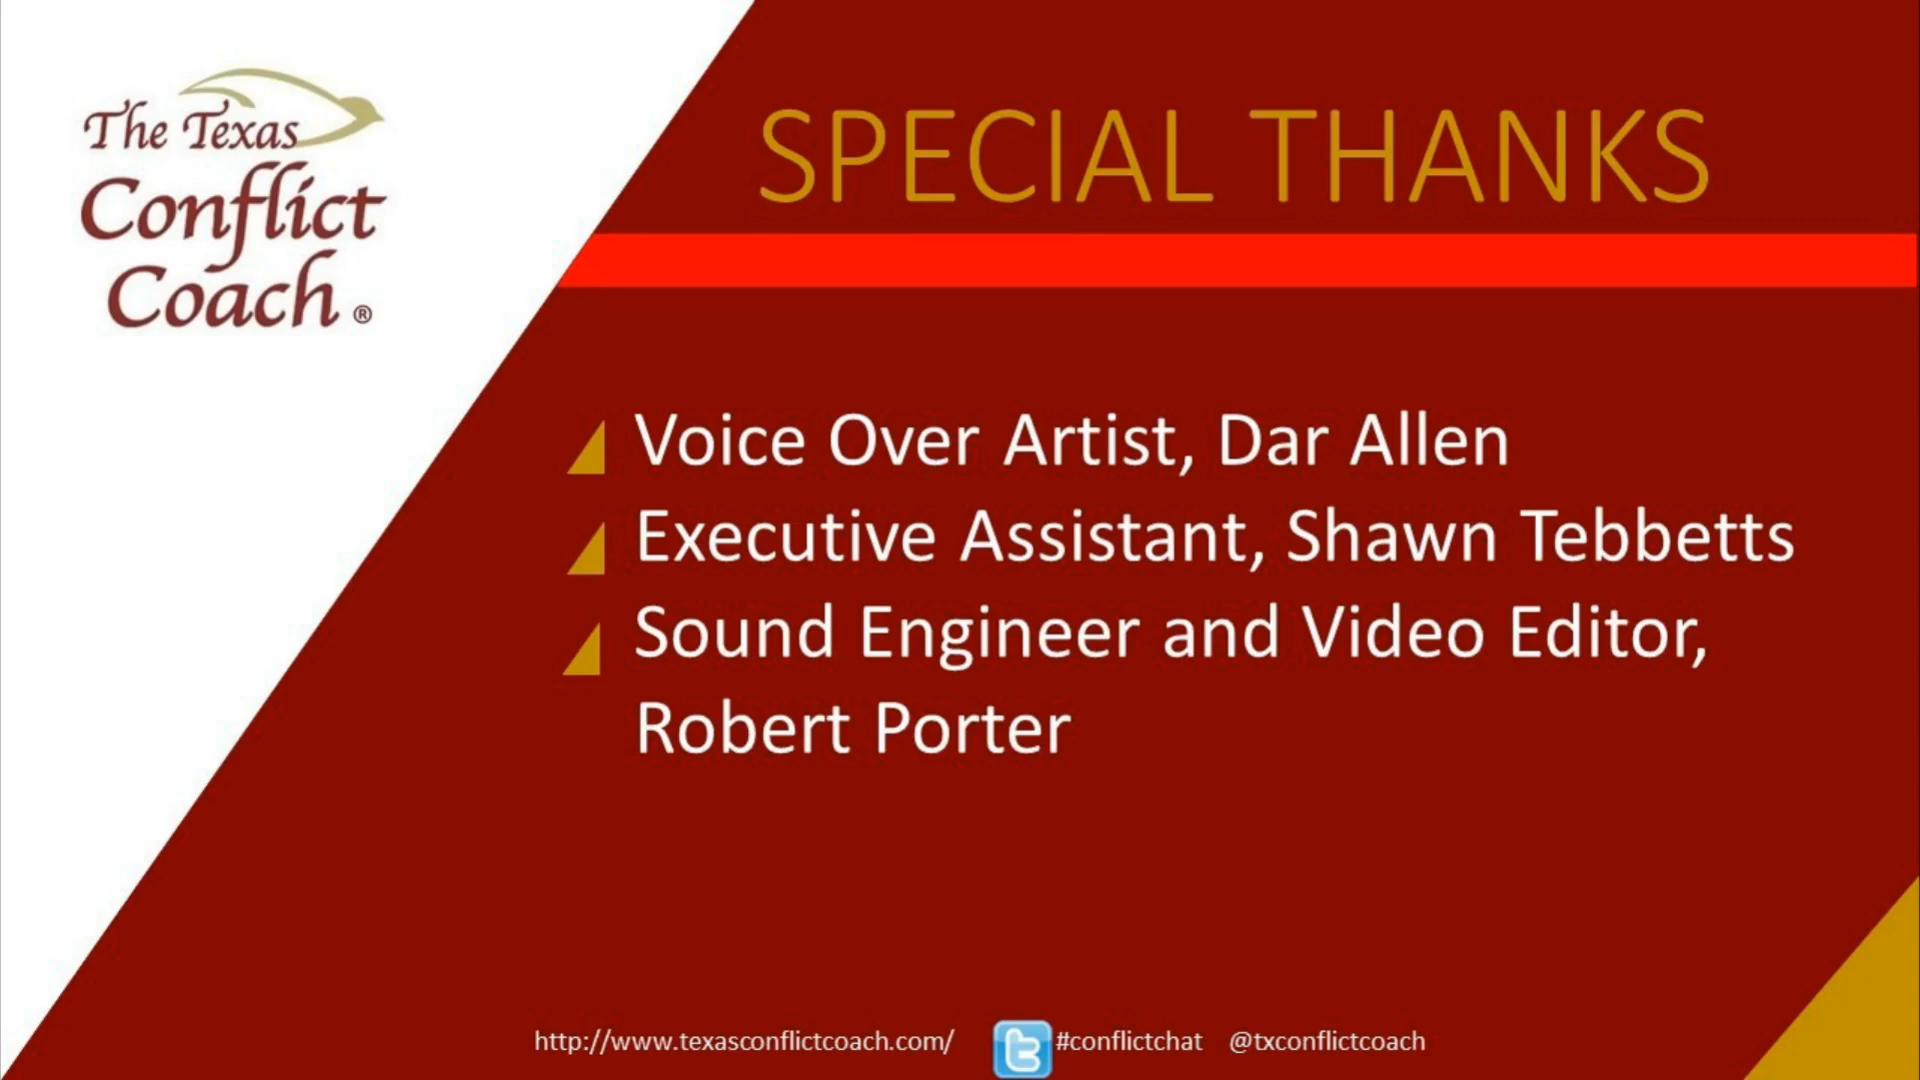 The Texas
Conflict
Coach ®
SPECIAL THANKS
Voice Over Artist, Dar Allen
Executive Assistant, Shawn Tebbetts
Sound Engineer and Video Editor,
Robert Porter
http://www.texasconflictcoach.com/ #conflictchat @txconflictcoach